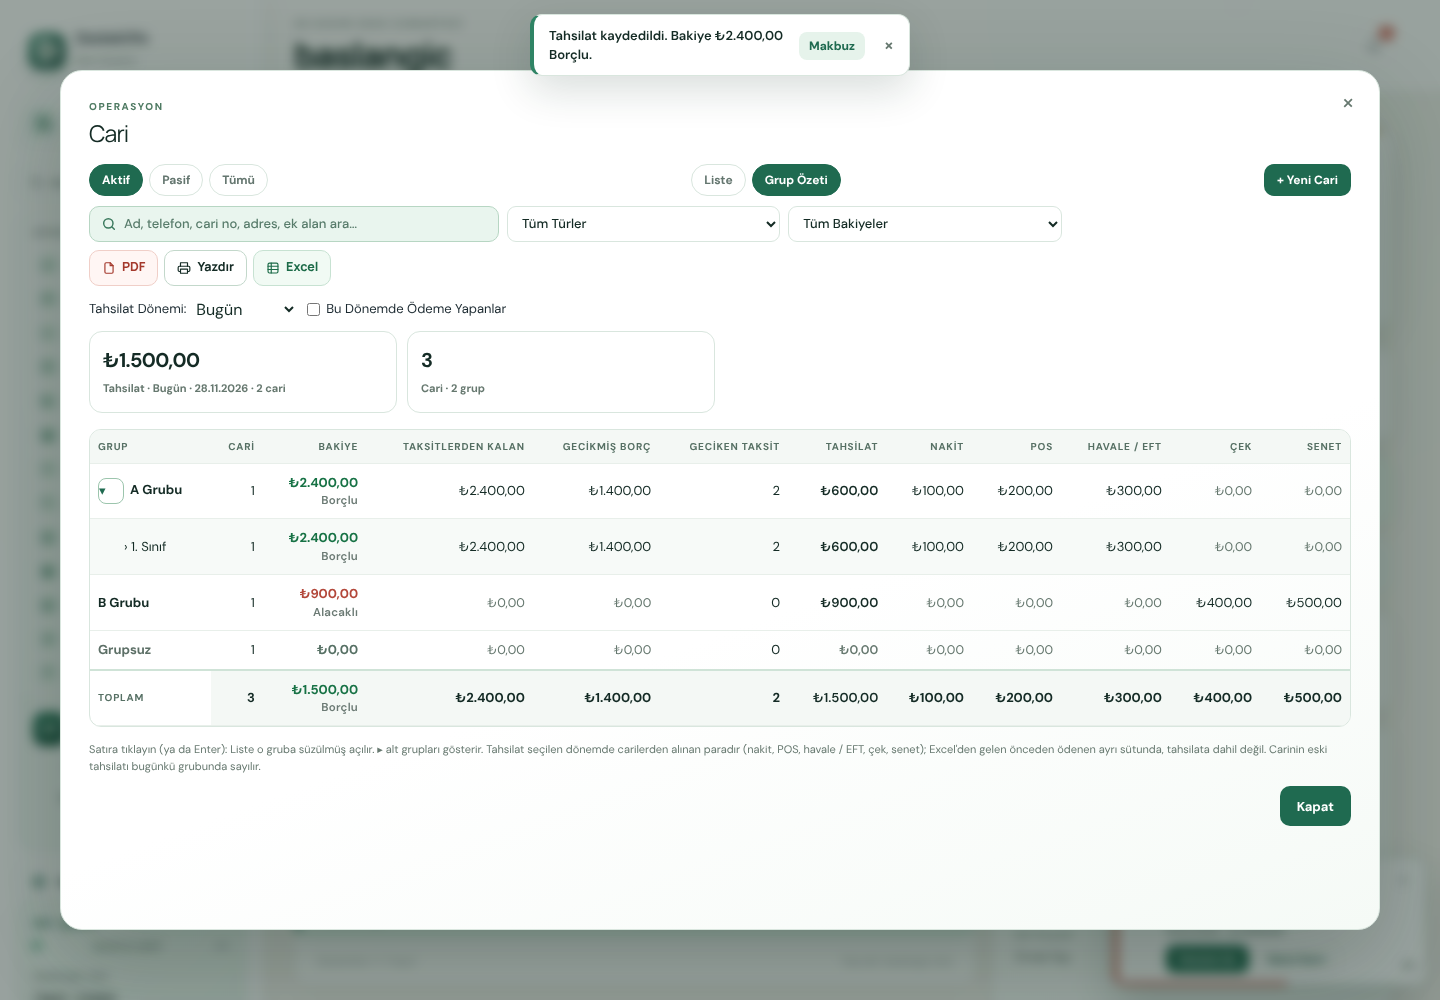 Tahsilat kaydedildi. Bakiye ₺2.400,00
Borçlu.
Makbuz
×
OPERASYON
×
Cari
Aktif Pasif Tümü Liste Grup Özeti + Yeni Cari
Ad, telefon, cari no, adres, ek alan ara... Tüm Türler Tüm Bakiyeler
PDF Yazdır Excel
Tahsilat Dönemi: Bugün Bu Dönemde Ödeme Yapanlar
₺1.500,00 3
Tahsilat · Bugün · 28.11.2026 · 2 cari Cari · 2 grup
GRUP CARİ BAKİYE TAKSİTLERDEN KALAN GECİKMİŞ BORÇ GECİKEN TAKSİT TAHSİLAT NAKİT POS HAVALE / EFT ÇEK SENET
▾ A Grubu 1 ₺2.400,00 Borçlu ₺2.400,00 ₺1.400,00 2 ₺600,00 ₺100,00 ₺200,00 ₺300,00 ₺0,00 ₺0,00
› 1. Sınıf 1 ₺2.400,00 Borçlu ₺2.400,00 ₺1.400,00 2 ₺600,00 ₺100,00 ₺200,00 ₺300,00 ₺0,00 ₺0,00
B Grubu 1 ₺900,00 Alacaklı ₺0,00 ₺0,00 0 ₺900,00 ₺0,00 ₺0,00 ₺0,00 ₺400,00 ₺500,00
Grupsuz 1 ₺0,00 ₺0,00 ₺0,00 0 ₺0,00 ₺0,00 ₺0,00 ₺0,00 ₺0,00 ₺0,00
TOPLAM 3 ₺1.500,00 Borçlu ₺2.400,00 ₺1.400,00 2 ₺1.500,00 ₺100,00 ₺200,00 ₺300,00 ₺400,00 ₺500,00
Satıra tıklayın (ya da Enter): Liste o gruba süzülmüş açılır. ▸ alt grupları gösterir. Tahsilat seçilen dönemde carilerden alınan paradır (nakit, POS, havale / EFT, çek, senet); Excel'den gelen önceden ödenen ayrı sütunda, tahsilata dahil değil. Carinin eski
tahsilatı bugünkü grubunda sayılır.
Kapat